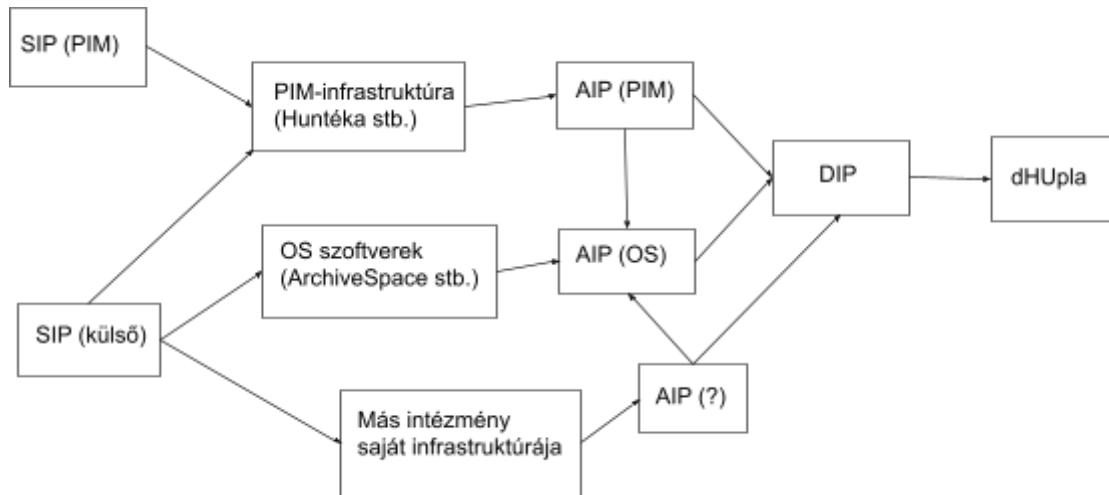 SIP (PIM)
PIM-infrastruktúra
(Huntéka stb.)
AIP (PIM)
DIP
dHUpla
OS szoftverek
(ArchiveSpace stb.)
AIP (OS)
SIP (külső)
AIP (?)
Más intézmény
saját infrastruktúrája